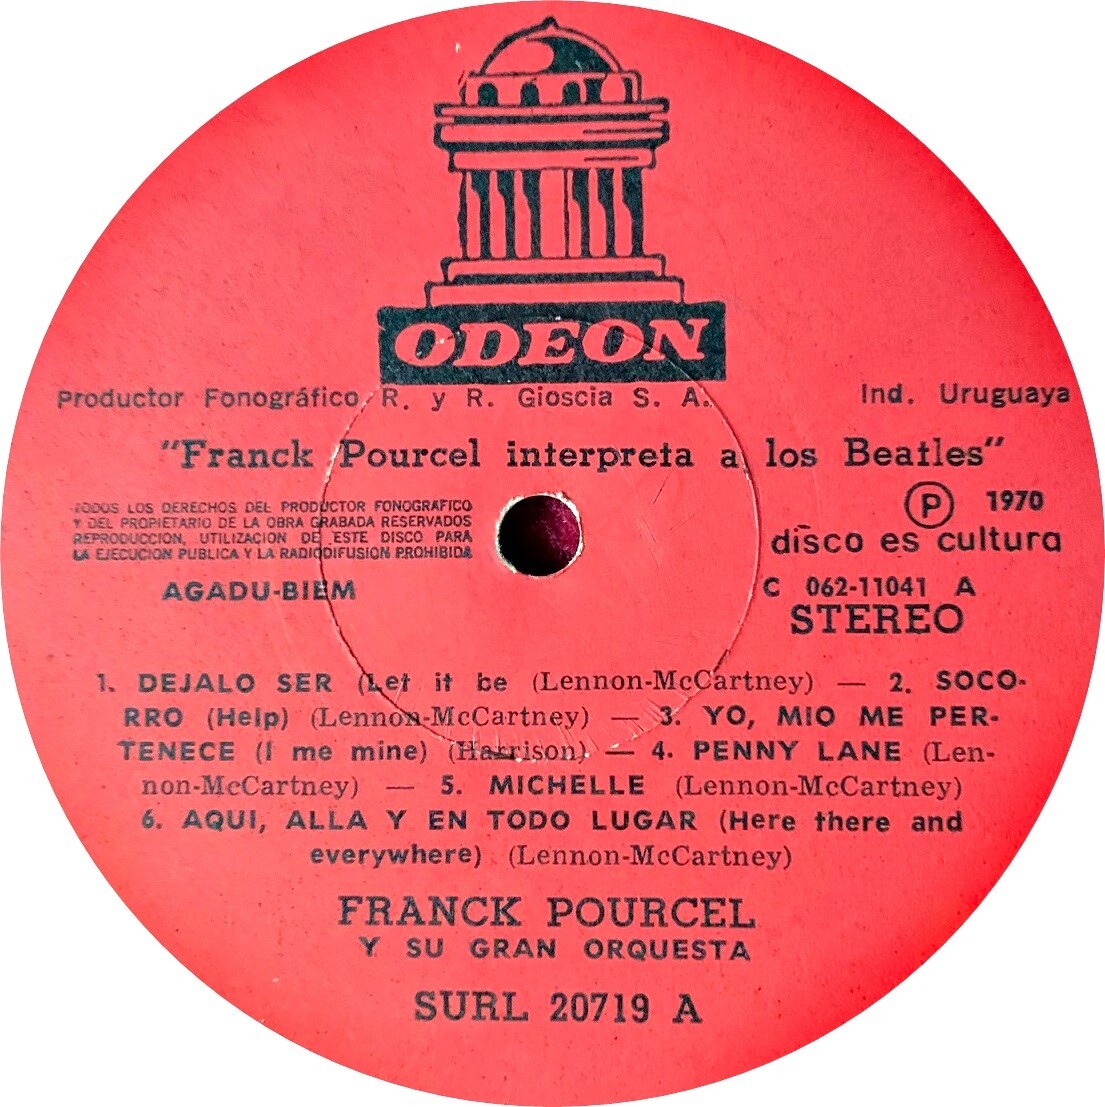 ODEON
Productor Fonográfico R. y R. Gioscia S. A. Ind. Uruguaya
"Franck Pourcel interpreta a los Beatles"
TODOS LOS DERECHOS DEL PRODUCTOR FONOGRAFICO
Y DEL PROPIETARIO DE LA OBRA GRABADA RESERVADOS
REPRODUCCION, UTILIZACION DE ESTE DISCO PARA
LA EJECUCION PUBLICA Y LA RADIODIFUSION PROHIBIDA
AGADU-BIEM
P 1970
disco es cultura
C 062-11041 A
STEREO
1. DEJALO SER (Let it be (Lennon-McCartney) — 2. SOCO-
RRO (Help) (Lennon-McCartney) — 3. YO, MIO ME PER-
TENECE (I me mine) (Harrison) — 4. PENNY LANE (Len-
non-McCartney) — 5. MICHELLE (Lennon-McCartney)
6. AQUI, ALLA Y EN TODO LUGAR (Here there and
everywhere) (Lennon-McCartney)
FRANCK POURCEL
Y SU GRAN ORQUESTA
SURL 20719 A